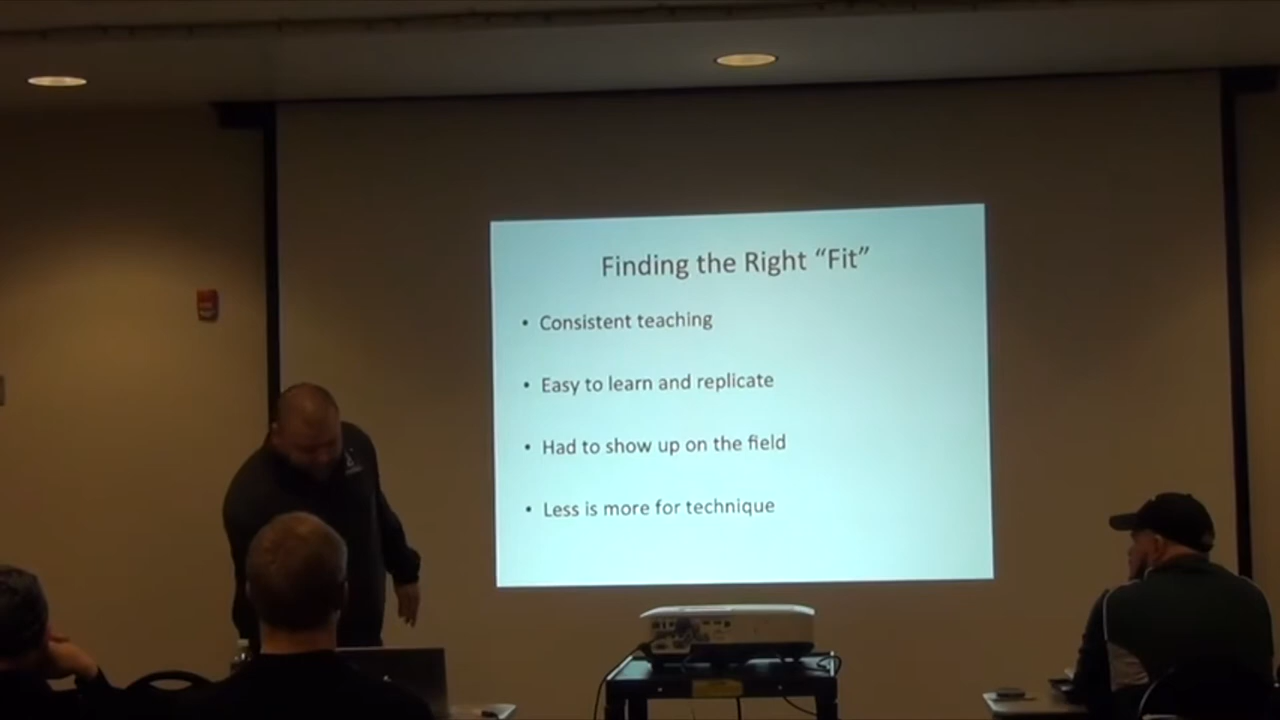 Finding the Right “Fit”
• Consistent teaching
• Easy to learn and replicate
• Had to show up on the field
• Less is more for technique